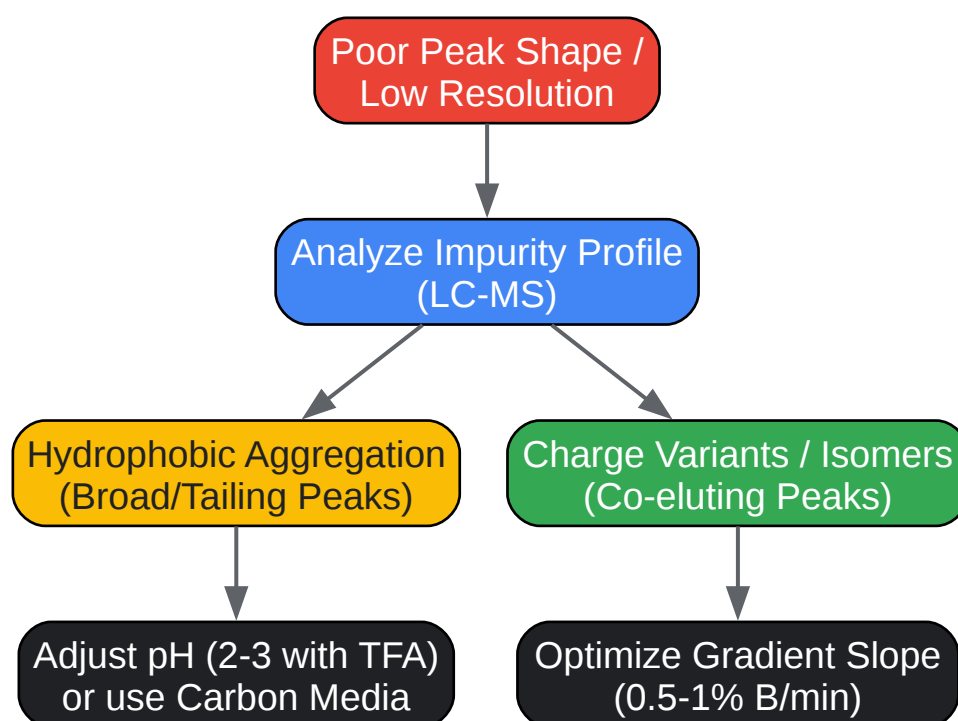 Poor Peak Shape /
Low Resolution
Analyze Impurity Profile
(LC-MS)
Hydrophobic Aggregation
(Broad/Tailing Peaks)
Charge Variants / Isomers
(Co-eluting Peaks)
Adjust pH (2-3 with TFA)
or use Carbon Media
Optimize Gradient Slope
(0.5-1% B/min)